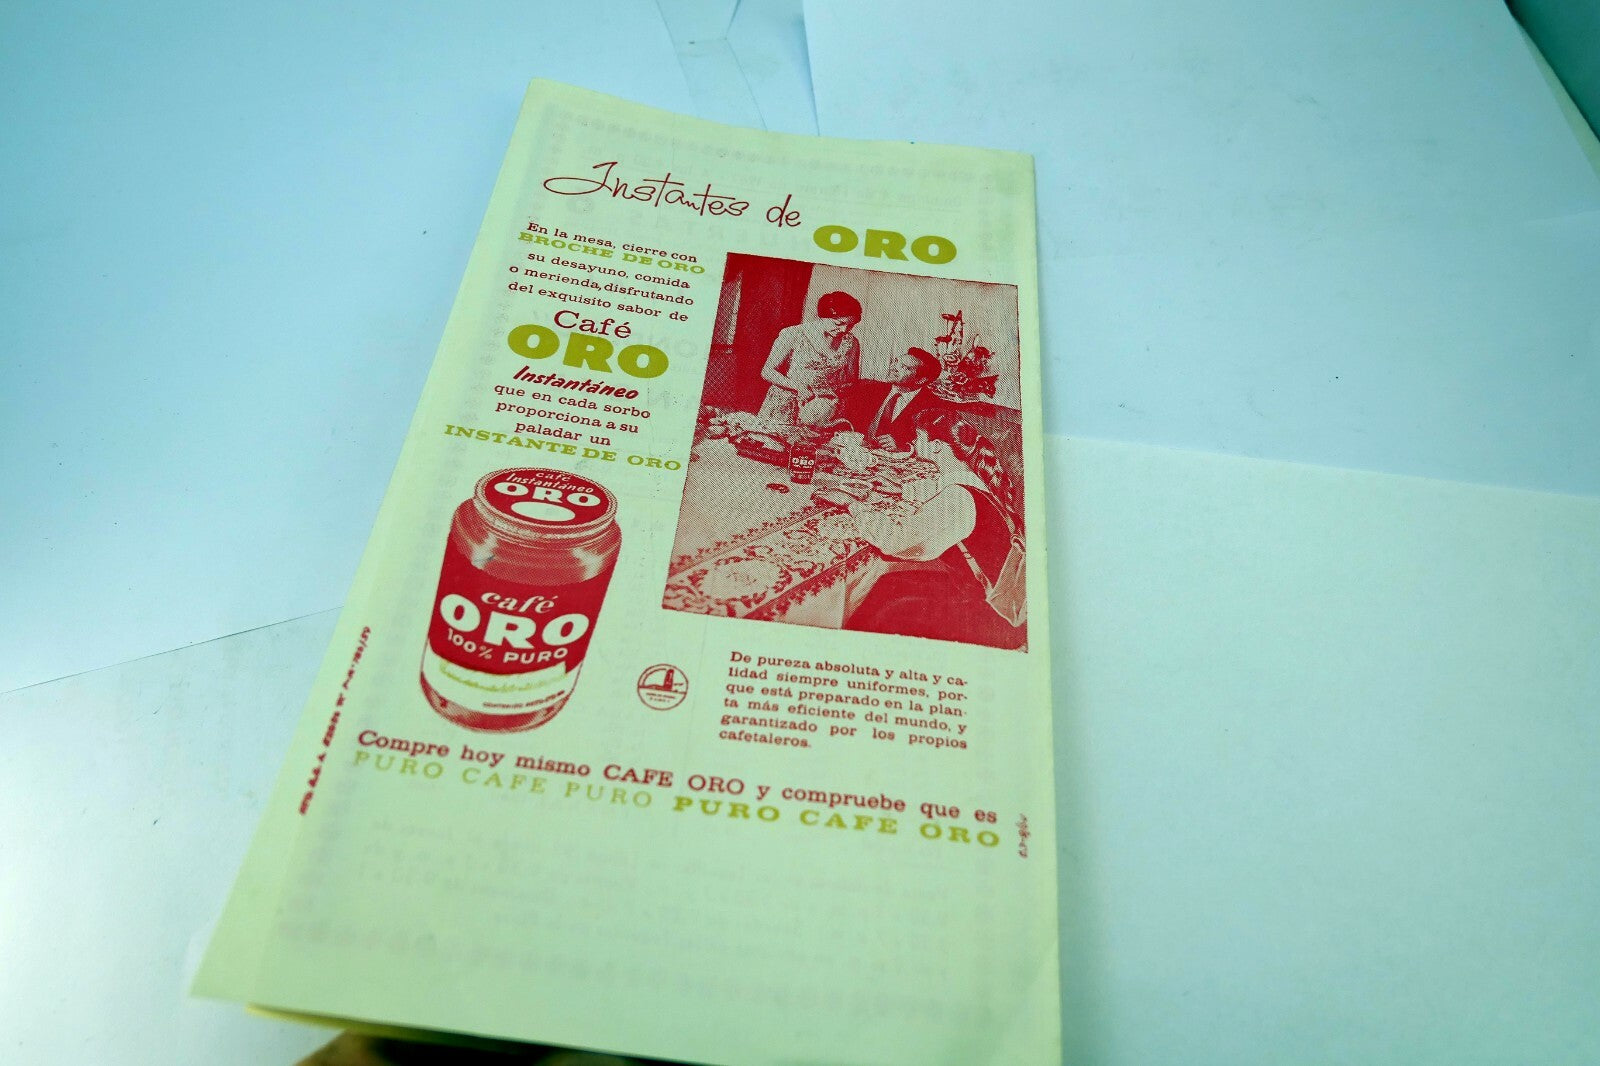 Instantes de
ORO
En la mesa, cierre con
BROCHE DE ORO
su desayuno, comida
o merienda, disfrutando
del exquisito sabor de
Café
ORO
Instantáneo
que en cada sorbo
proporciona a su
paladar un
INSTANTE DE ORO
café
Instantáneo
ORO
café
ORO
100% PURO
ORO
De pureza absoluta y alta y ca-
lidad siempre uniformes, por-
que está preparado en la plan-
ta más eficiente del mundo, y
garantizado por los propios
cafetaleros.
Compre hoy mismo CAFE ORO y compruebe que es
PURO CAFE PURO PURO CAFE ORO